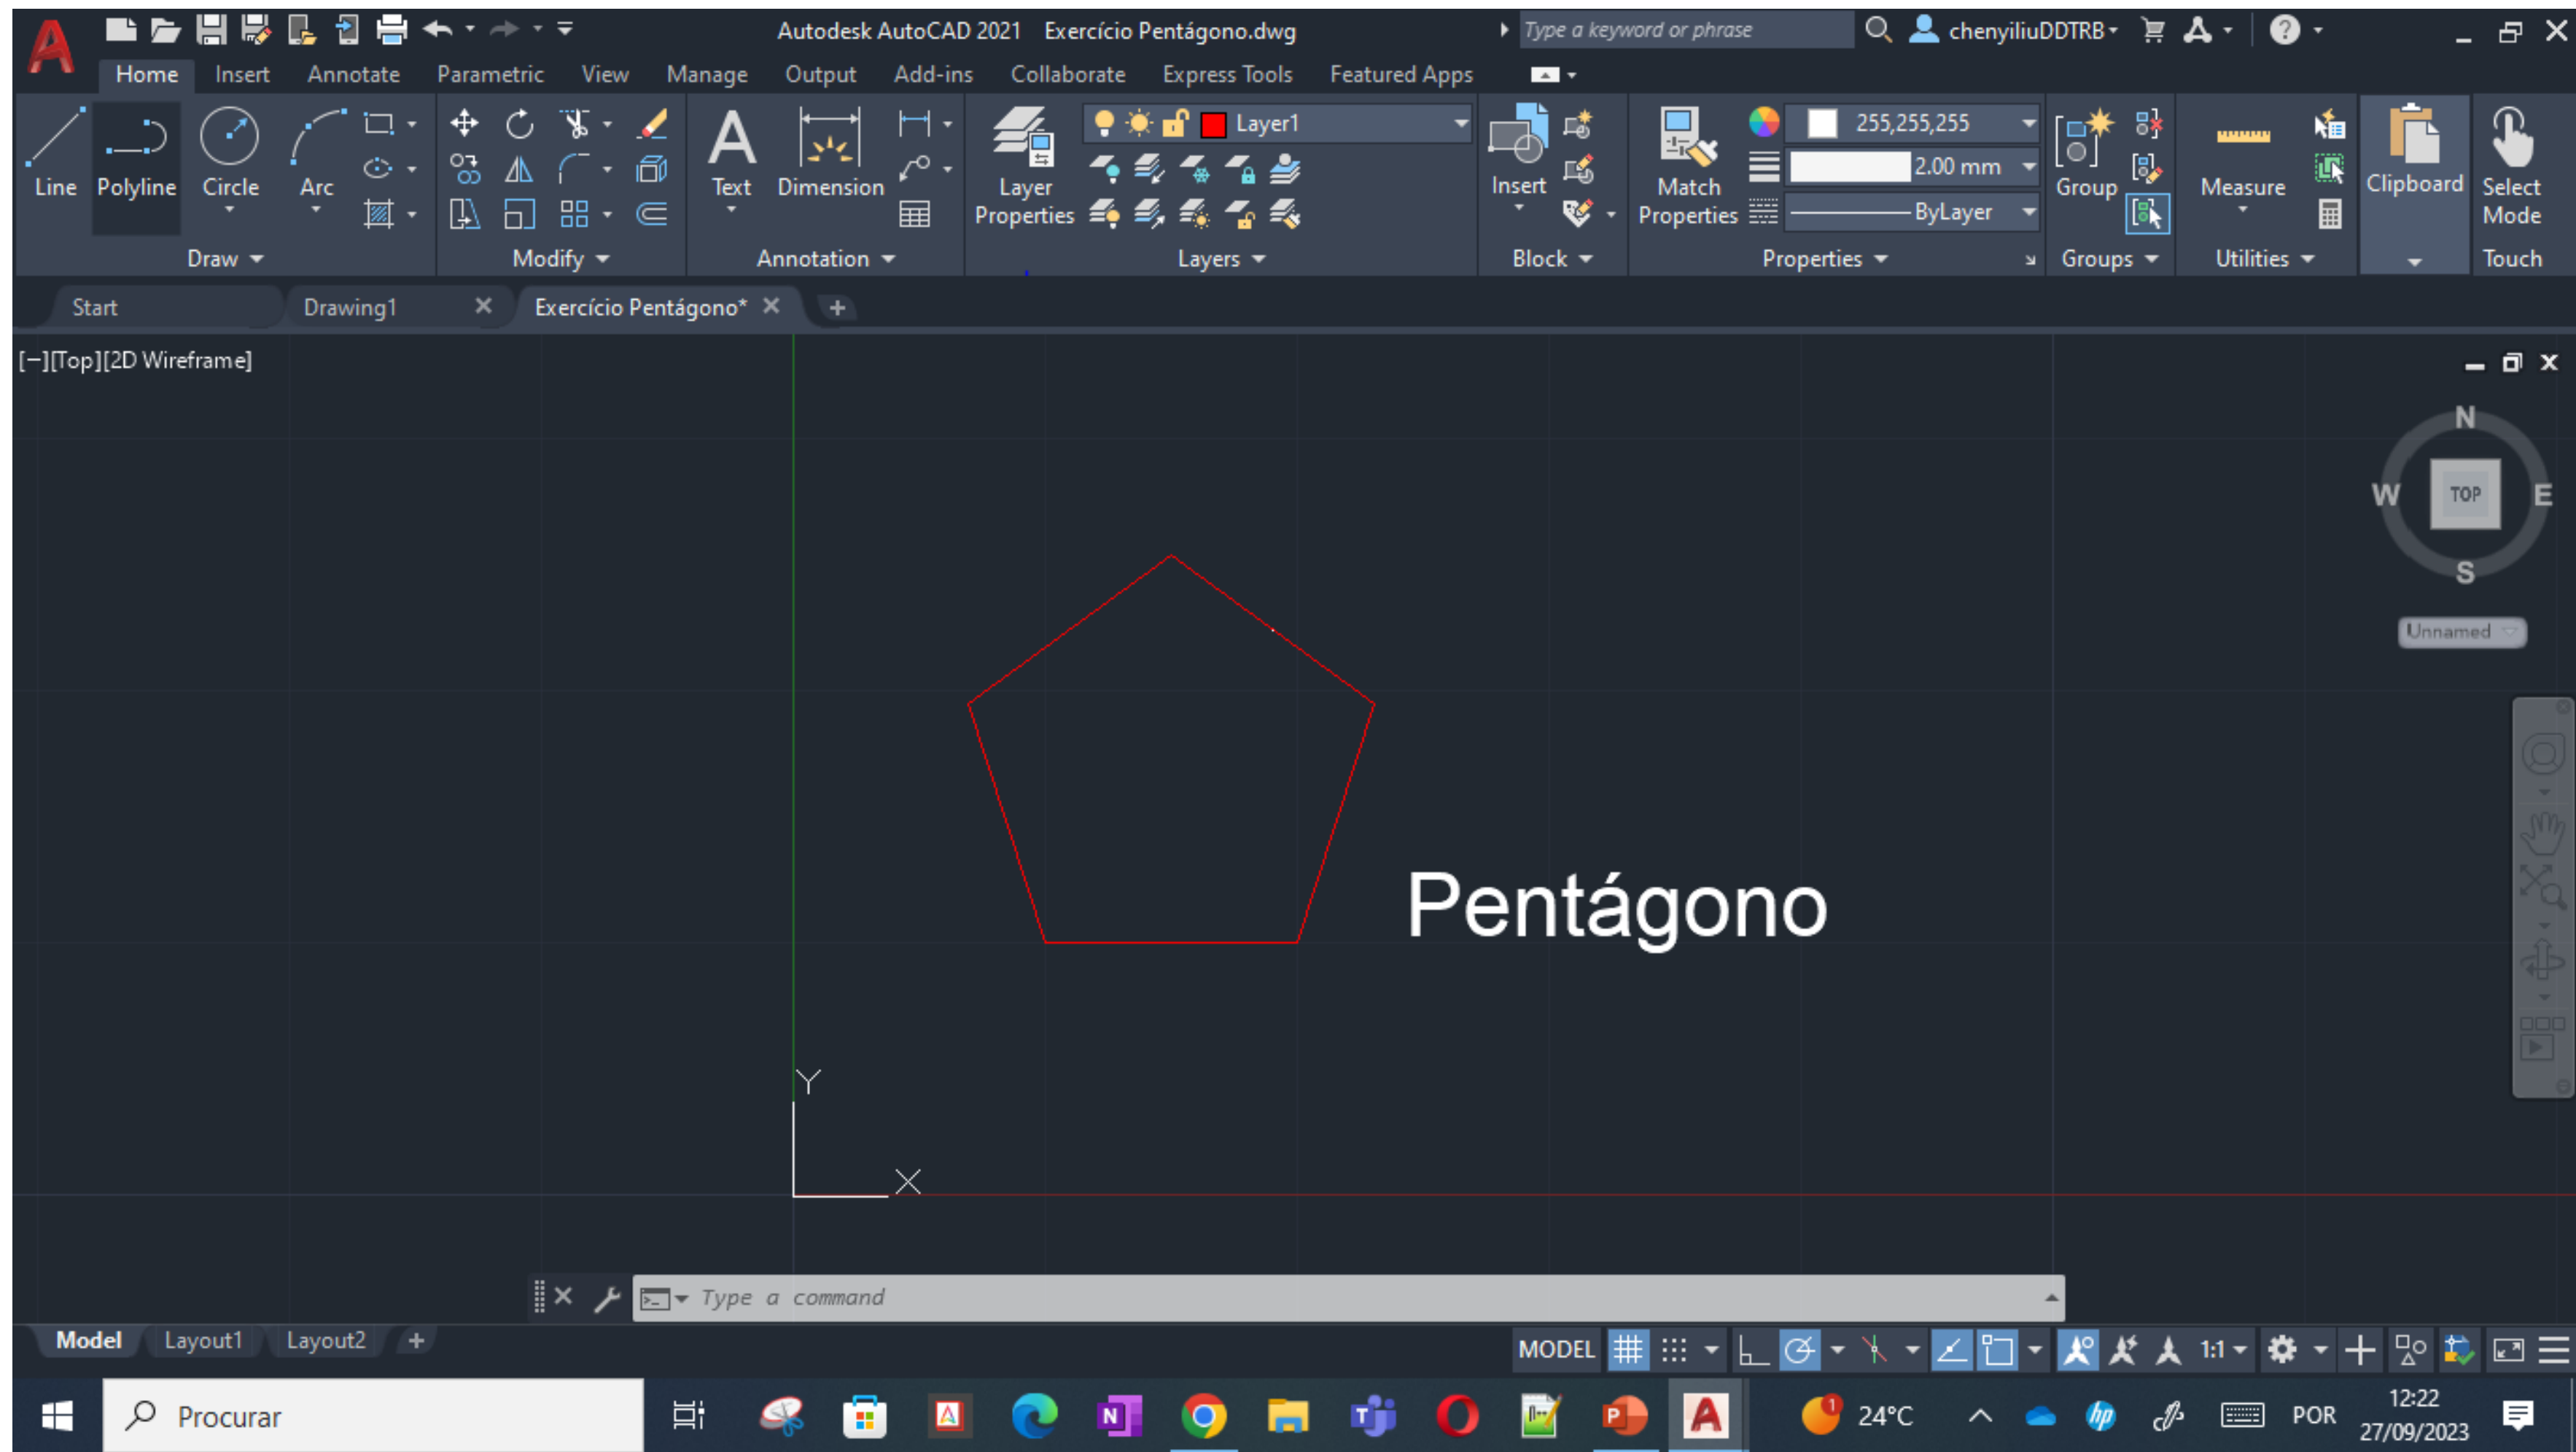 Autodesk AutoCAD 2021 Exercício Pentágono.dwg
Type a keyword or phrase
chenyiliuDDTRB
Home Insert Annotate Parametric View Manage Output Add-ins Collaborate Express Tools Featured Apps
Line Polyline Circle Arc
Draw
Modify
Text Dimension
Annotation
Layer Properties
Layer1
Layers
Insert
Block
Match Properties
255,255,255
2.00 mm
ByLayer
Properties
Group
Groups
Measure
Utilities
Clipboard
Select Mode
Touch
Start Drawing1 Exercício Pentágono*
[−][Top][2D Wireframe]
N
W TOP E
S
Unnamed
Pentágono
Y
X
Type a command
Model Layout1 Layout2
MODEL 1:1
Procurar
24°C
POR
12:22
27/09/2023